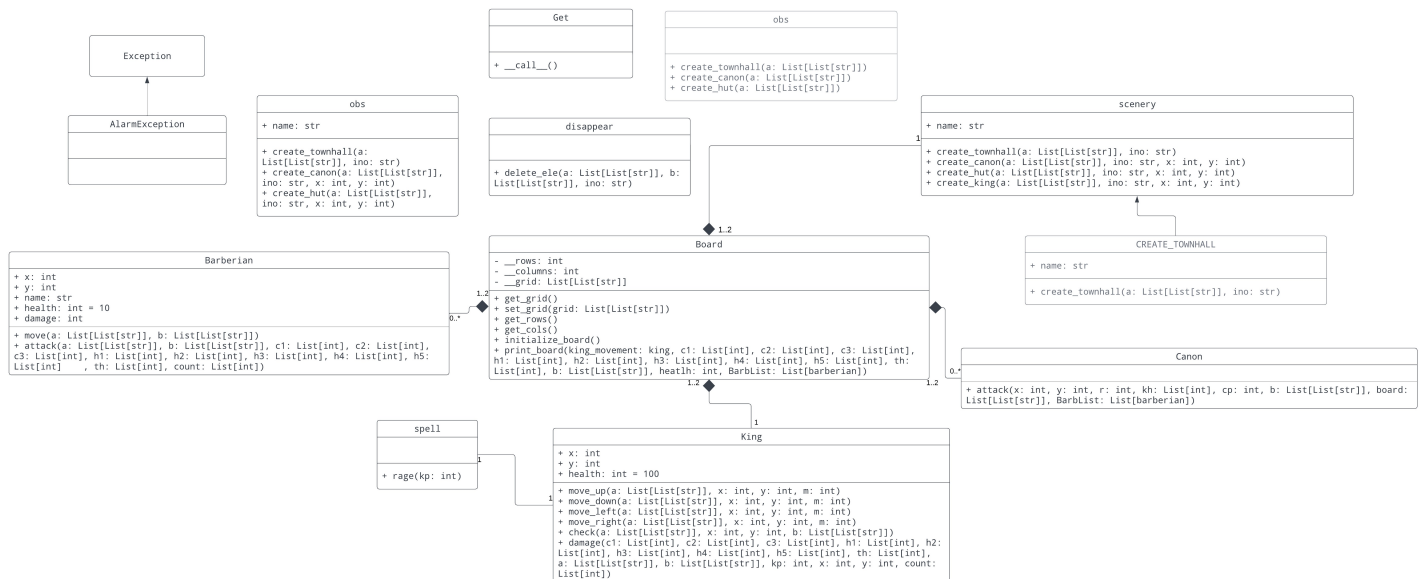 Exception
AlarmException
obs
+ name: str
+ create_townhall(a:
List[List[str]], ino: str)
+ create_canon(a: List[List[str]],
ino: str, x: int, y: int)
+ create_hut(a: List[List[str]],
ino: str, x: int, y: int)
Get
+ __call__()
obs
+ create_townhall(a: List[List[str]])
+ create_canon(a: List[List[str]])
+ create_hut(a: List[List[str]])
disappear
+ delete_ele(a: List[List[str]], b:
List[List[str]], ino: str)
scenery
+ name: str
+ create_townhall(a: List[List[str]], ino: str)
+ create_canon(a: List[List[str]], ino: str, x: int, y: int)
+ create_hut(a: List[List[str]], ino: str, x: int, y: int)
+ create_king(a: List[List[str]], ino: str, x: int, y: int)
1
1..2
CREATE_TOWNHALL
+ name: str
+ create_townhall(a: List[List[str]], ino: str)
Barberian
+ x: int
+ y: int
+ name: str
+ health: int = 10
+ damage: int
+ move(a: List[List[str]], b: List[List[str]])
+ attack(a: List[List[str]], b: List[List[str]], c1: List[int], c2: List[int],
c3: List[int], h1: List[int], h2: List[int], h3: List[int], h4: List[int], h5:
List[int]    , th: List[int], count: List[int])
1..2
0..*
Board
- __rows: int
- __columns: int
- __grid: List[List[str]]
+ get_grid()
+ set_grid(grid: List[List[str]])
+ get_rows()
+ get_cols()
+ initialize_board()
+ print_board(king_movement: king, c1: List[int], c2: List[int], c3: List[int],
h1: List[int], h2: List[int], h3: List[int], h4: List[int], h5: List[int], th:
List[int], b: List[List[str]], heatlh: int, BarbList: List[barberian])
1..2
1..2
0..*
Canon
+ attack(x: int, y: int, r: int, kh: List[int], cp: int, b: List[List[str]], board:
List[List[str]], BarbList: List[barberian])
spell
+ rage(kp: int)
1
1
1
King
+ x: int
+ y: int
+ health: int = 100
+ move_up(a: List[List[str]], x: int, y: int, m: int)
+ move_down(a: List[List[str]], x: int, y: int, m: int)
+ move_left(a: List[List[str]], x: int, y: int, m: int)
+ move_right(a: List[List[str]], x: int, y: int, m: int)
+ check(a: List[List[str]], x: int, y: int, b: List[List[str]])
+ damage(c1: List[int], c2: List[int], c3: List[int], h1: List[int], h2:
List[int], h3: List[int], h4: List[int], h5: List[int], th: List[int],
a: List[List[str]], b: List[List[str]], kp: int, x: int, y: int, count:
List[int])